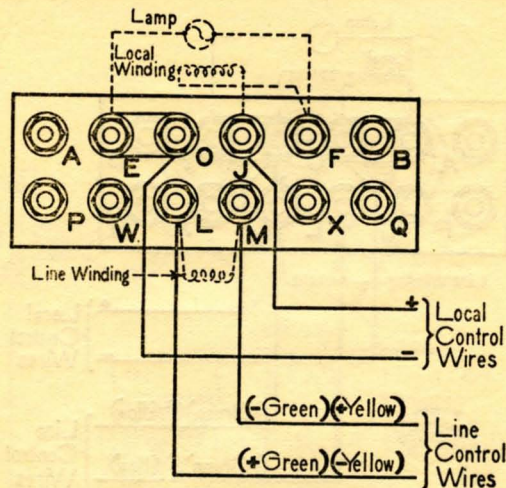 Lamp
Local
Winding
A E O J F B
P W L M X Q
Line Winding
+
Local
Control
Wires
-
(-Green)(+Yellow)
Line
Control
Wires
(+Green)(-Yellow)